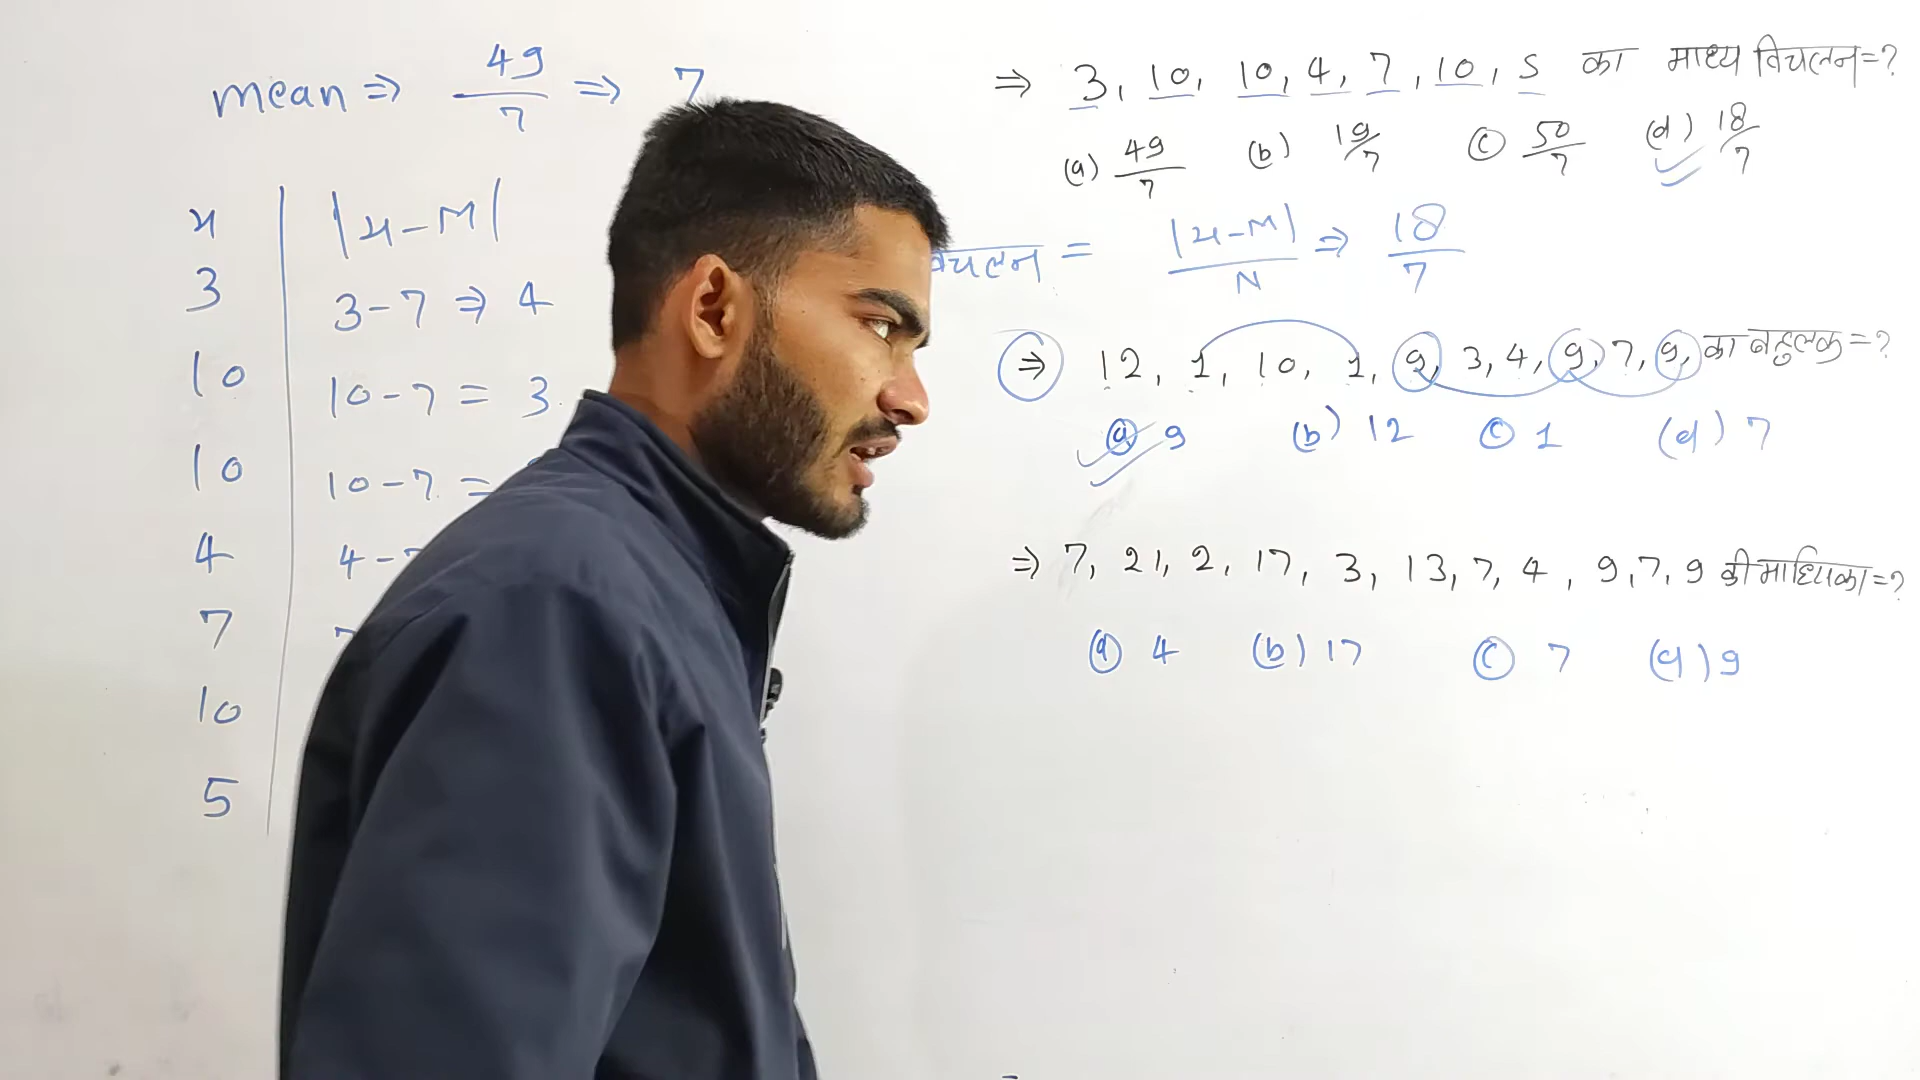 mean ⇒ 49/7 ⇒ 7
x | |x-M|
3 | 3-7 ⇒ 4
10 | 10-7 = 3
10 | 10-7 =
4 | 4-
7 | 7
10
5
⇒ 3, 10, 10, 4, 7, 10, 5 का माध्य विचलन=?
(a) 49/7 (b) 19/7 (c) 50/7 (d) 18/7
|x-M|/N ⇒ 18/7
⇒ 12, 1, 10, 1, 9, 3, 4, 9, 7, 9, का बहुलक=?
(a) 9 (b) 12 (c) 1 (d) 7
⇒ 7, 21, 2, 17, 3, 13, 7, 4, 9, 7, 9 की माध्यिका=?
(a) 4 (b) 17 (c) 7 (d) 9